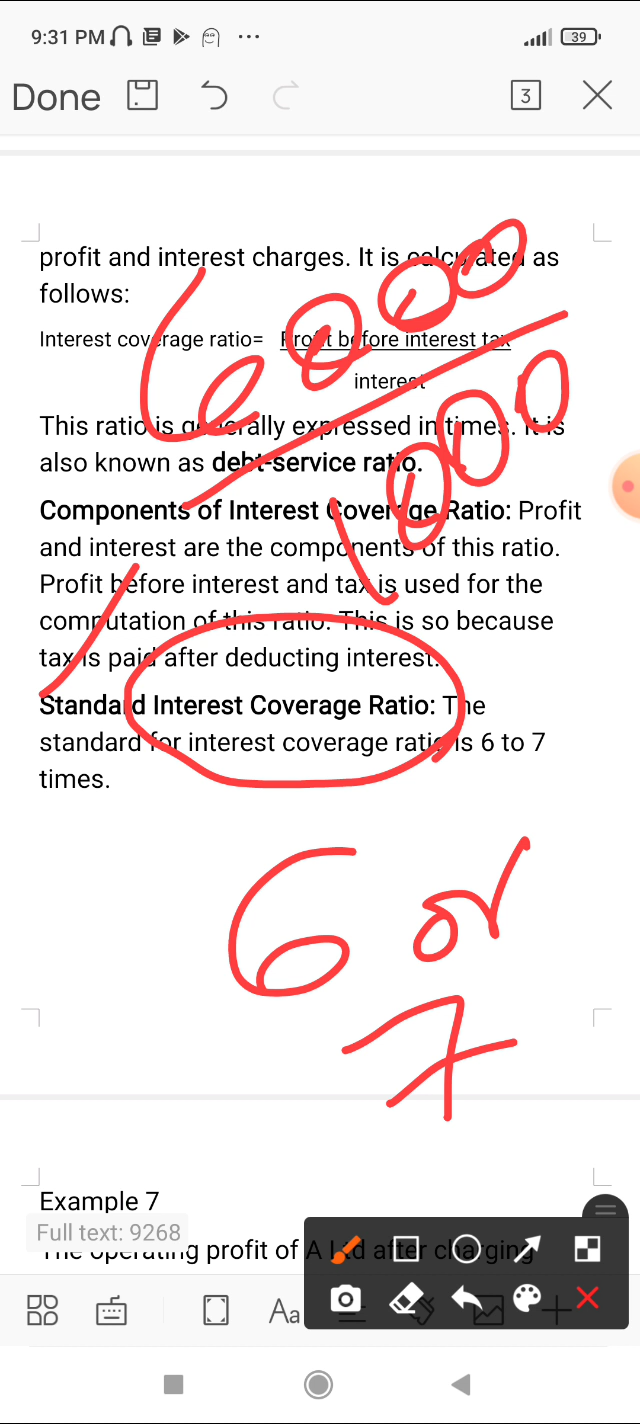 9:31 PM
39
Done
3
profit and interest charges. It is calculated as
follows:
Interest coverage ratio= Profit before interest tax
interest
6000
1000
This ratio is generally expressed in times. It is
also known as debt-service ratio.
Components of Interest Coverage Ratio: Profit
and interest are the components of this ratio.
Profit before interest and tax is used for the
computation of this ratio. This is so because
tax is paid after deducting interest.
Standard Interest Coverage Ratio: The
standard for interest coverage ratio is 6 to 7
times.
6 or
7
Example 7
Full text: 9268
The operating profit of A Ltd after charging
Aa